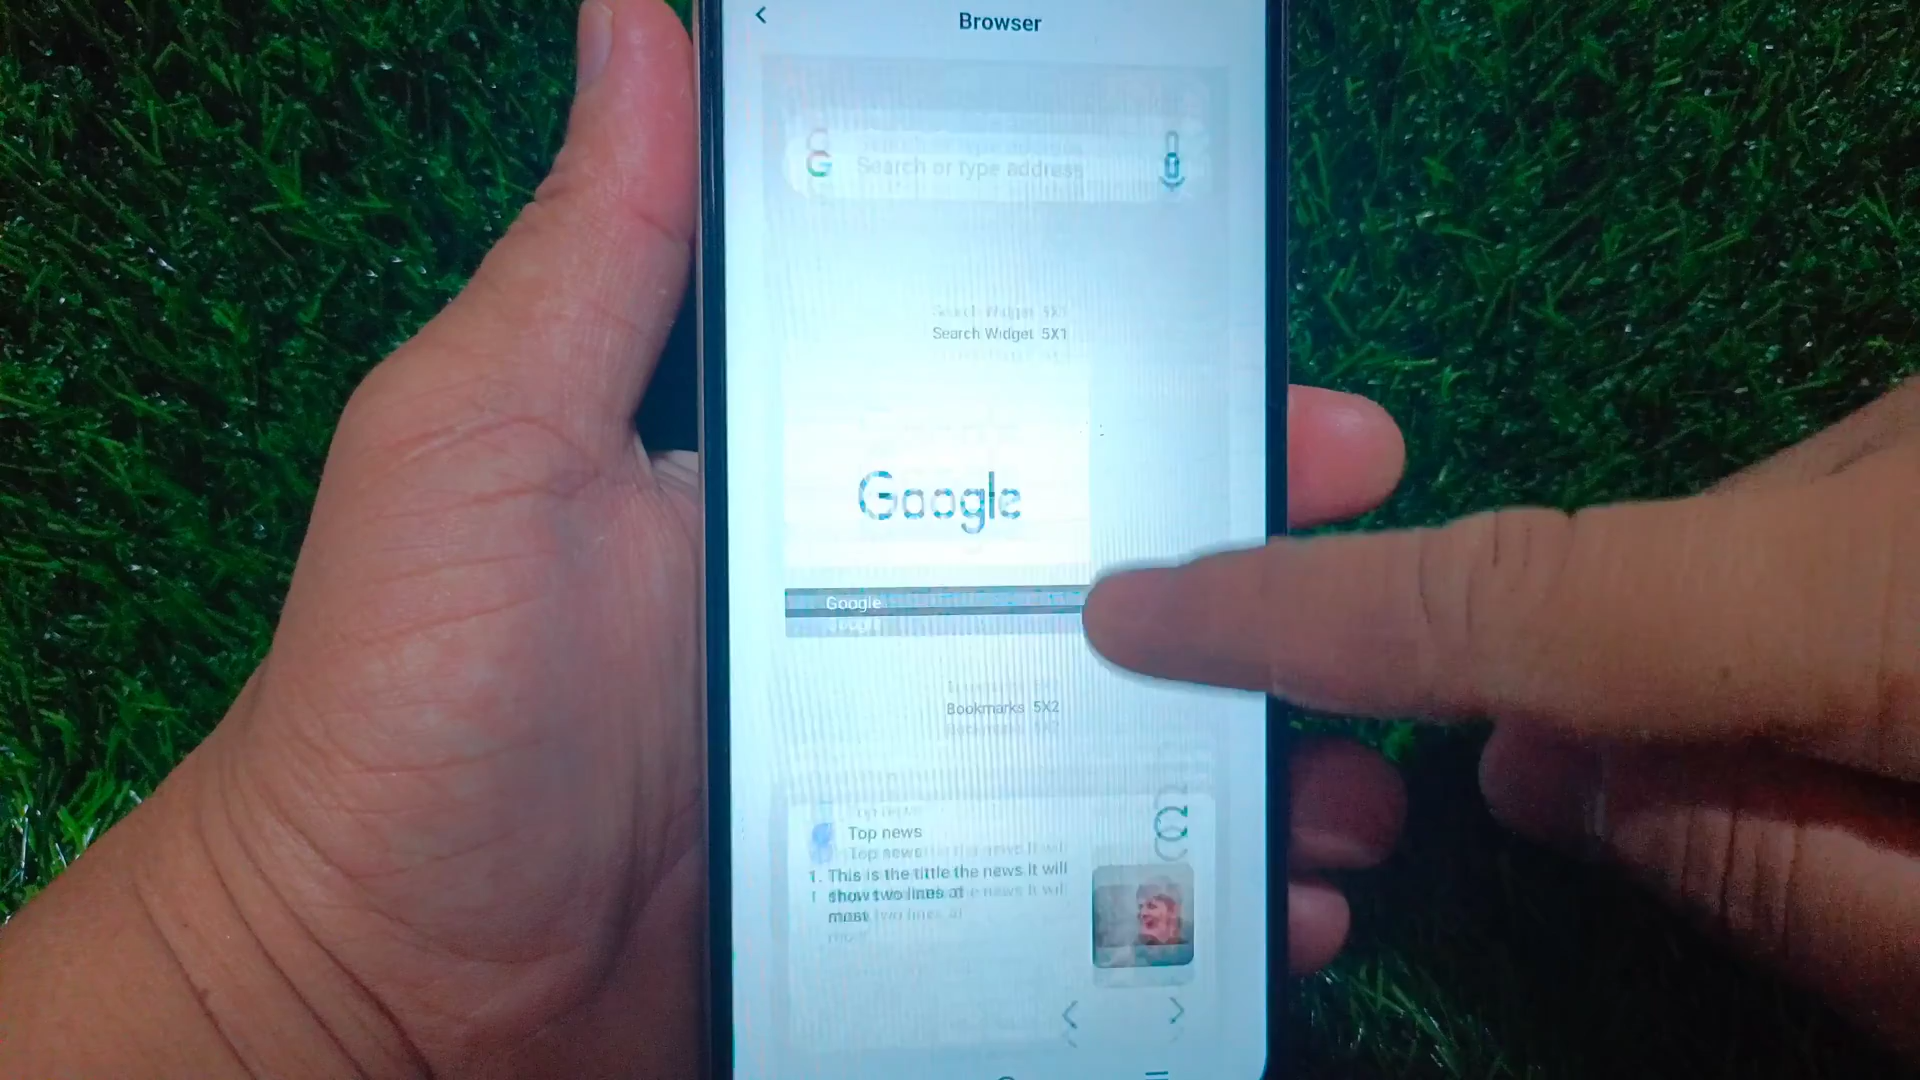 Browser
Search or type address
Search Widget 5X1
Google
Google
Bookmarks 5X2
Top news
1. This is the tittle the news It will
show two lines at
most